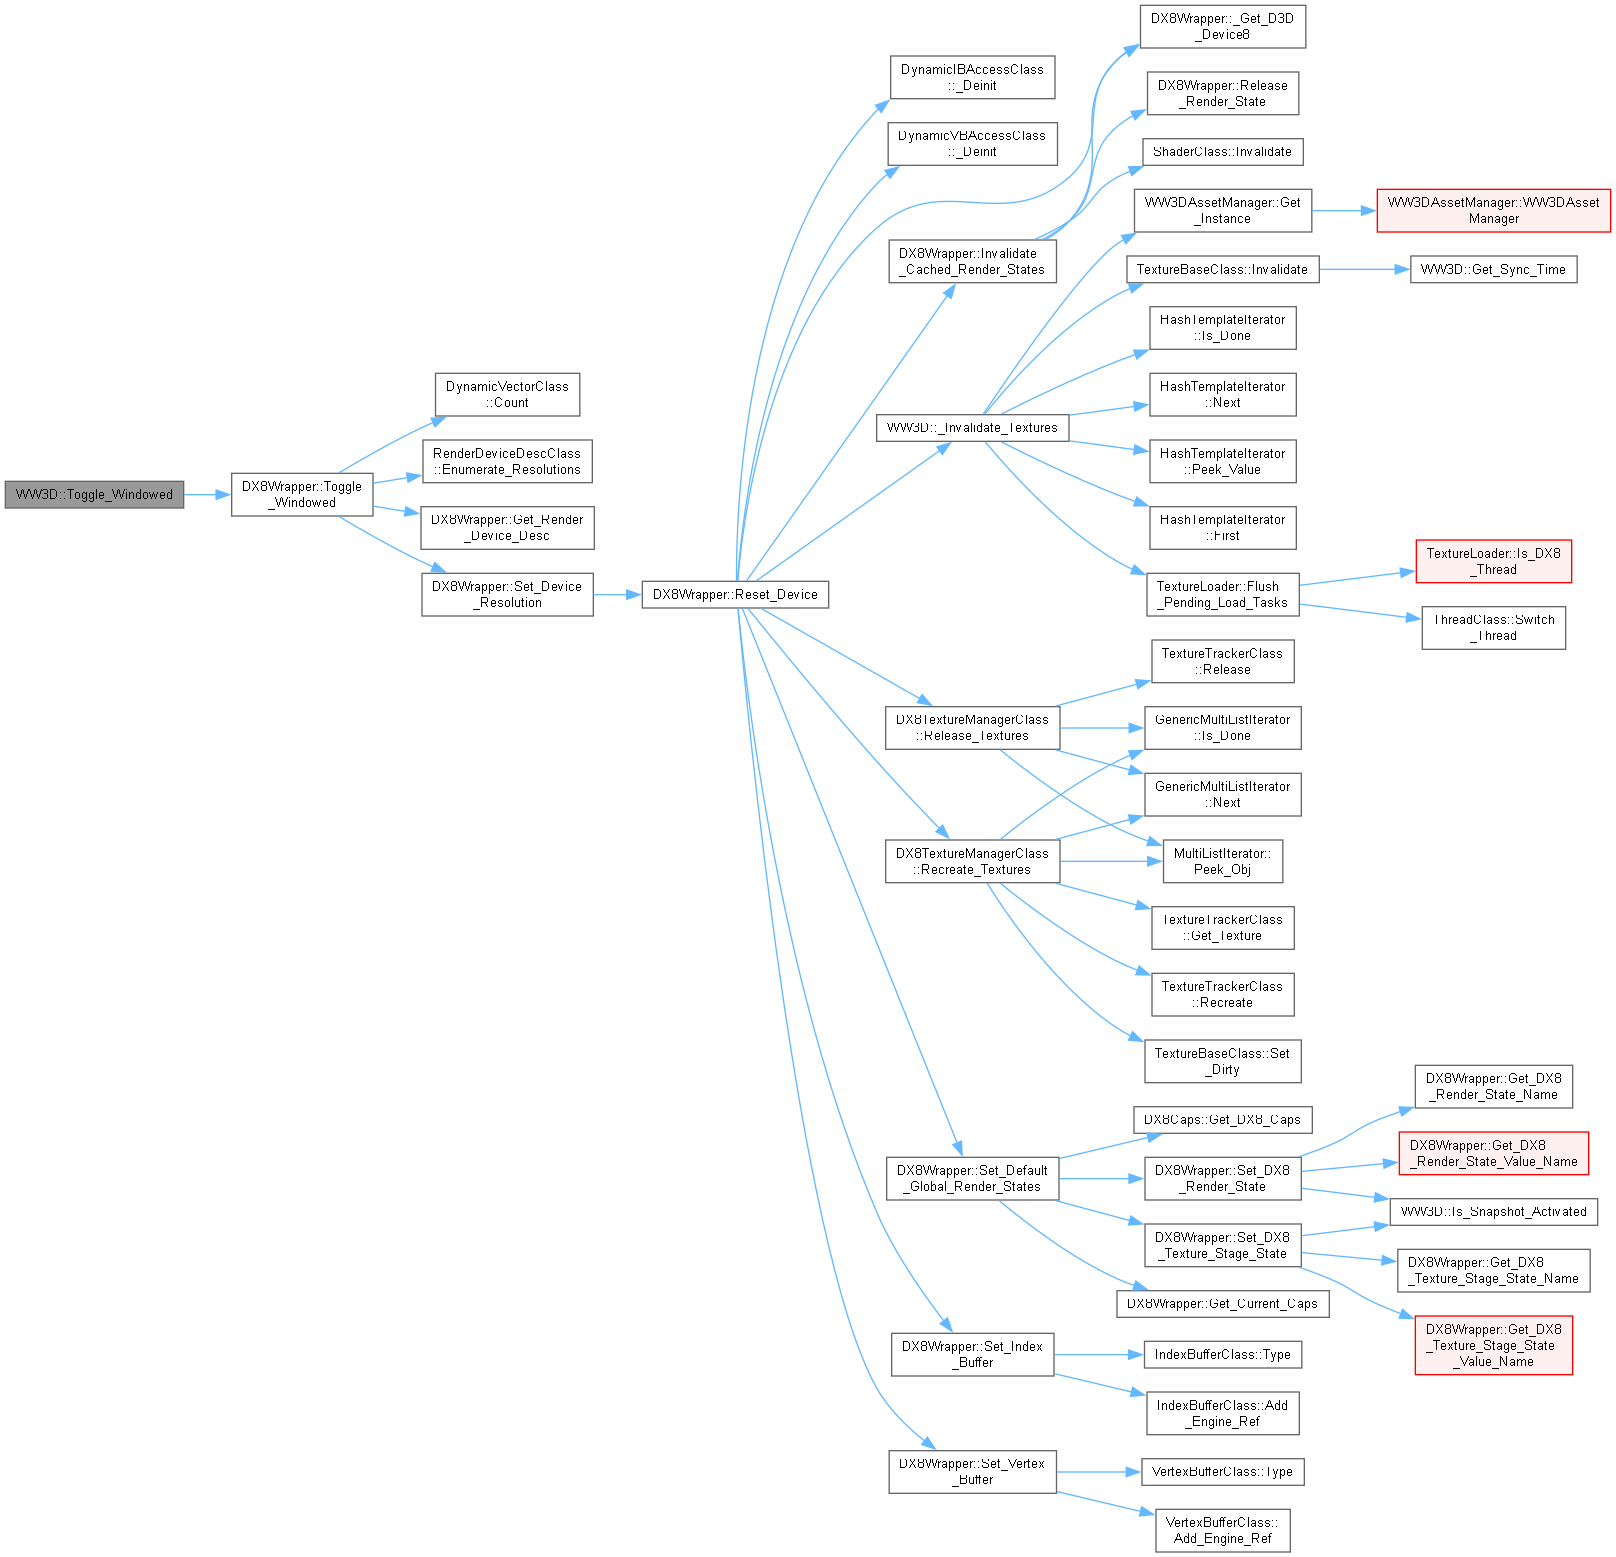 WW3D::Toggle_Windowed
DX8Wrapper::Toggle
_Windowed
DynamicVectorClass
::Count
RenderDeviceDescClass
::Enumerate_Resolutions
DX8Wrapper::Get_Render
_Device_Desc
DX8Wrapper::Set_Device
_Resolution
DX8Wrapper::Reset_Device
DynamicIBAccessClass
::_Deinit
DynamicVBAccessClass
::_Deinit
DX8Wrapper::Invalidate
_Cached_Render_States
WW3D::_Invalidate_Textures
DX8TextureManagerClass
::Release_Textures
DX8TextureManagerClass
::Recreate_Textures
DX8Wrapper::Set_Default
_Global_Render_States
DX8Wrapper::Set_Index
_Buffer
DX8Wrapper::Set_Vertex
_Buffer
DX8Wrapper::_Get_D3D
_Device8
DX8Wrapper::Release
_Render_State
ShaderClass::Invalidate
WW3DAssetManager::Get
_Instance
TextureBaseClass::Invalidate
HashTemplateIterator
::Is_Done
HashTemplateIterator
::Next
HashTemplateIterator
::Peek_Value
HashTemplateIterator
::First
TextureLoader::Flush
_Pending_Load_Tasks
TextureTrackerClass
::Release
GenericMultiListIterator
::Is_Done
GenericMultiListIterator
::Next
MultiListIterator::
Peek_Obj
TextureTrackerClass
::Get_Texture
TextureTrackerClass
::Recreate
TextureBaseClass::Set
_Dirty
DX8Caps::Get_DX8_Caps
DX8Wrapper::Set_DX8
_Render_State
DX8Wrapper::Set_DX8
_Texture_Stage_State
DX8Wrapper::Get_Current_Caps
IndexBufferClass::Type
IndexBufferClass::Add
_Engine_Ref
VertexBufferClass::Type
VertexBufferClass::
Add_Engine_Ref
WW3DAssetManager::WW3DAsset
Manager
WW3D::Get_Sync_Time
TextureLoader::Is_DX8
_Thread
ThreadClass::Switch
_Thread
DX8Wrapper::Get_DX8
_Render_State_Name
DX8Wrapper::Get_DX8
_Render_State_Value_Name
WW3D::Is_Snapshot_Activated
DX8Wrapper::Get_DX8
_Texture_Stage_State_Name
DX8Wrapper::Get_DX8
_Texture_Stage_State
_Value_Name